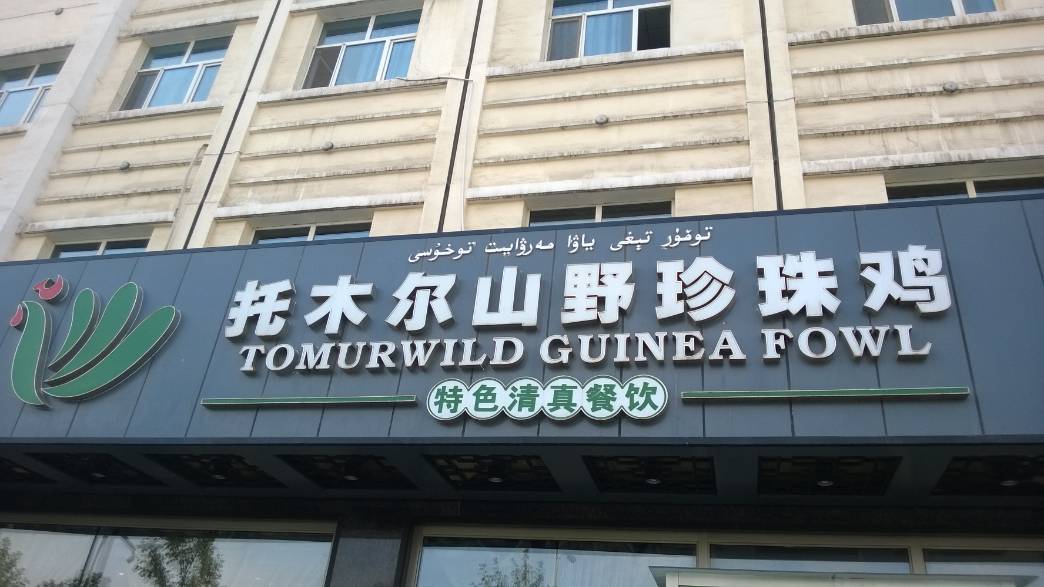 تومۇر تېغى ياۋا مەرۋايىت توخۇسى
托木尔山野珍珠鸡
TOMURWILD GUINEA FOWL
特色清真餐饮